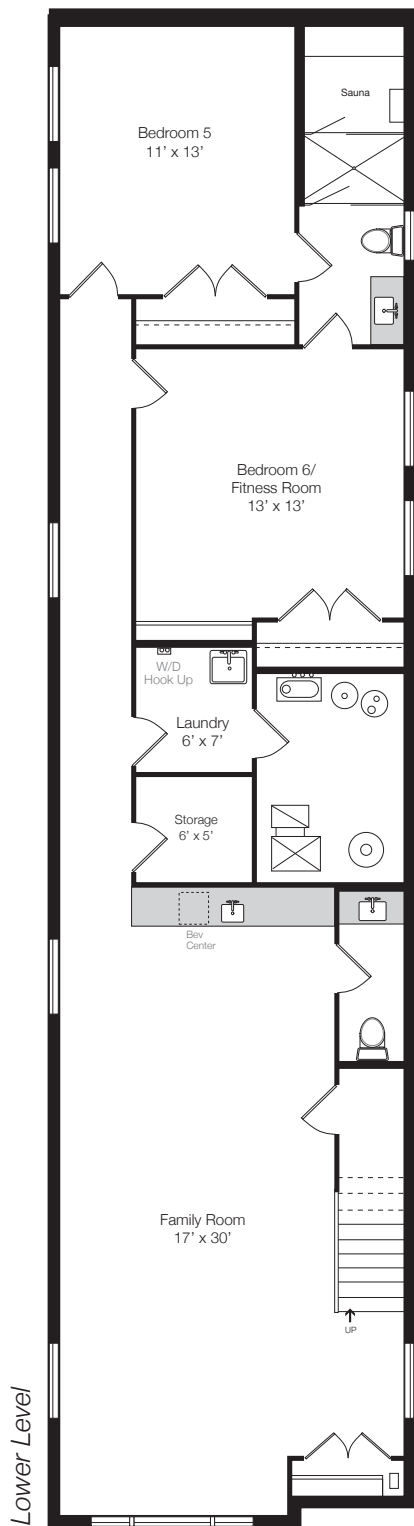 Sauna
Bedroom 5
11’ x 13’
Bedroom 6/
Fitness Room
13’ x 13’
W/D
Hook Up
Laundry
6’ x 7’
Storage
6’ x 5’
Bev
Center
Family Room
17’ x 30’
UP
Lower Level